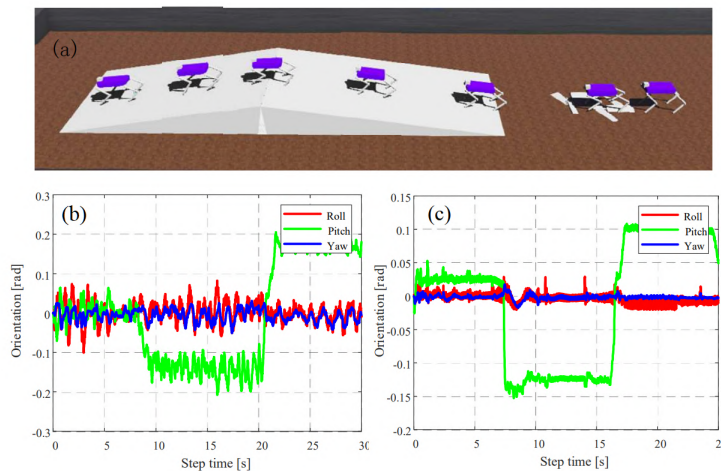 (a)
(b)
Orientation [rad]
0.3
0.2
0.1
0
-0.1
-0.2
-0.3
Roll
Pitch
Yaw
0 5 10 15 20 25 30
Step time [s]
(c)
Orientation [rad]
0.15
0.1
0.05
0
-0.05
-0.1
-0.15
-0.2
Roll
Pitch
Yaw
0 5 10 15 20 2
Step time [s]